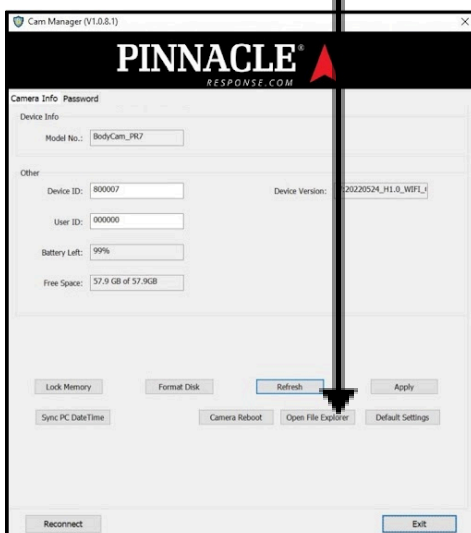 Cam Manager (V1.0.8.1)
X
PINNACLE®
RESPONSE.COM
Camera Info Password
Device Info
Model No.: BodyCam_PR7
Other
Device ID: 800007 Device Version: 20220524_H1.0_WIFI_
User ID: 000000
Battery Left: 99%
Free Space: 57.9 GB of 57.9GB
Lock Memory Format Disk Refresh Apply
Sync PC DateTime Camera Reboot Open File Explorer Default Settings
Reconnect Exit